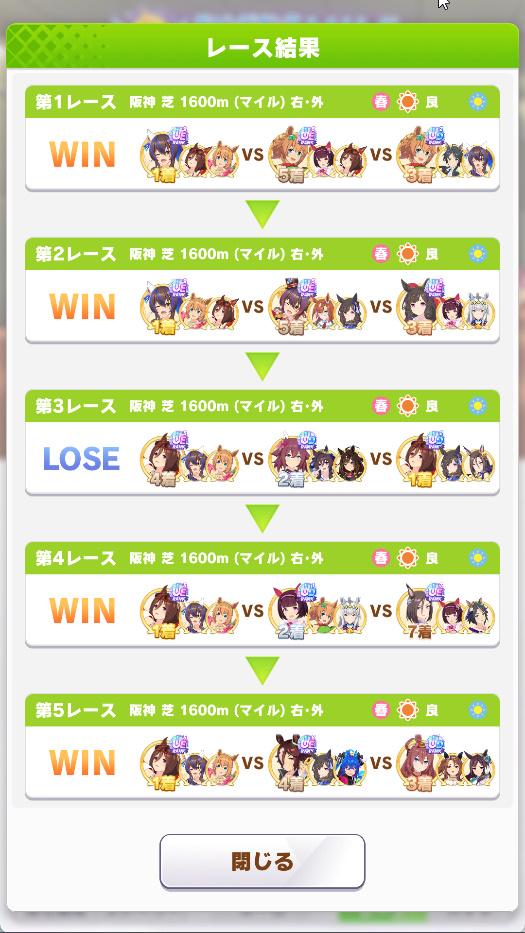 レース結果
第1レース 阪神 芝 1600m (マイル) 右・外 春 良
WIN 1着 VS 5着 VS 3着
第2レース 阪神 芝 1600m (マイル) 右・外 春 良
WIN 1着 VS 5着 VS 3着
第3レース 阪神 芝 1600m (マイル) 右・外 春 良
LOSE 4着 VS 2着 VS 1着
第4レース 阪神 芝 1600m (マイル) 右・外 春 良
WIN 1着 VS 2着 VS 7着
第5レース 阪神 芝 1600m (マイル) 右・外 春 良
WIN 1着 VS 4着 VS 3着
閉じる